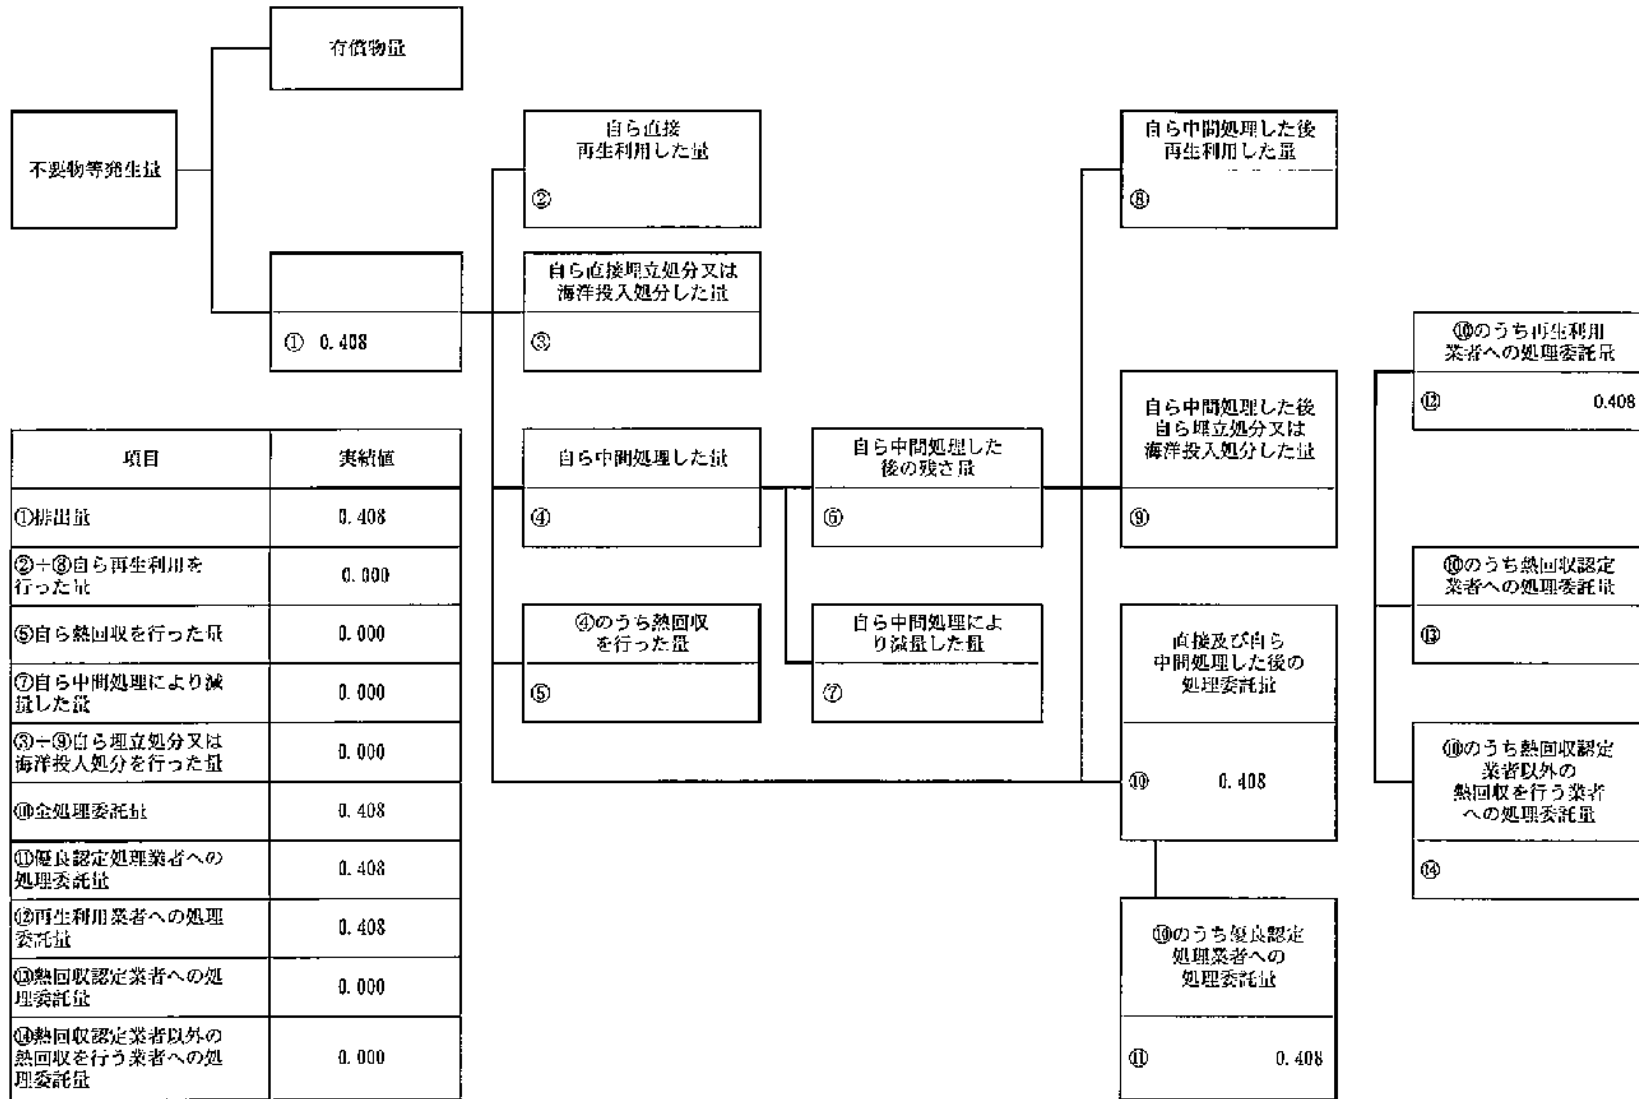 有償物量
不要物等発生量
① 0.408
自ら直接
再生利用した量
②
自ら直接埋立処分又は
海洋投入処分した量
③
自ら中間処理した量
④
④のうち熱回収
を行った量
⑤
自ら中間処理した
後の残さ量
⑥
自ら中間処理によ
り減量した量
⑦
自ら中間処理した後
再生利用した量
⑧
自ら中間処理した後
自ら埋立処分又は
海洋投入処分した量
⑨
直接及び自ら
中間処理した後の
処理委託量
⑩ 0.408
⑩のうち優良認定
処理業者への
処理委託量
⑪ 0.408
⑩のうち再生利用
業者への処理委託量
⑫ 0.408
⑩のうち熱回収認定
業者への処理委託量
⑬
⑩のうち熱回収認定
業者以外の
熱回収を行う業者
への処理委託量
⑭
項目 実績値
①排出量 0.408
②+⑧自ら再生利用を
行った量 0.000
⑤自ら熱回収を行った量 0.000
⑦自ら中間処理により減
量した量 0.000
③+⑨自ら埋立処分又は
海洋投入処分を行った量 0.000
⑩全処理委託量 0.408
⑪優良認定処理業者への
処理委託量 0.408
⑫再生利用業者への処理
委託量 0.408
⑬熱回収認定業者への処
理委託量 0.000
⑭熱回収認定業者以外の
熱回収を行う業者への処
理委託量 0.000